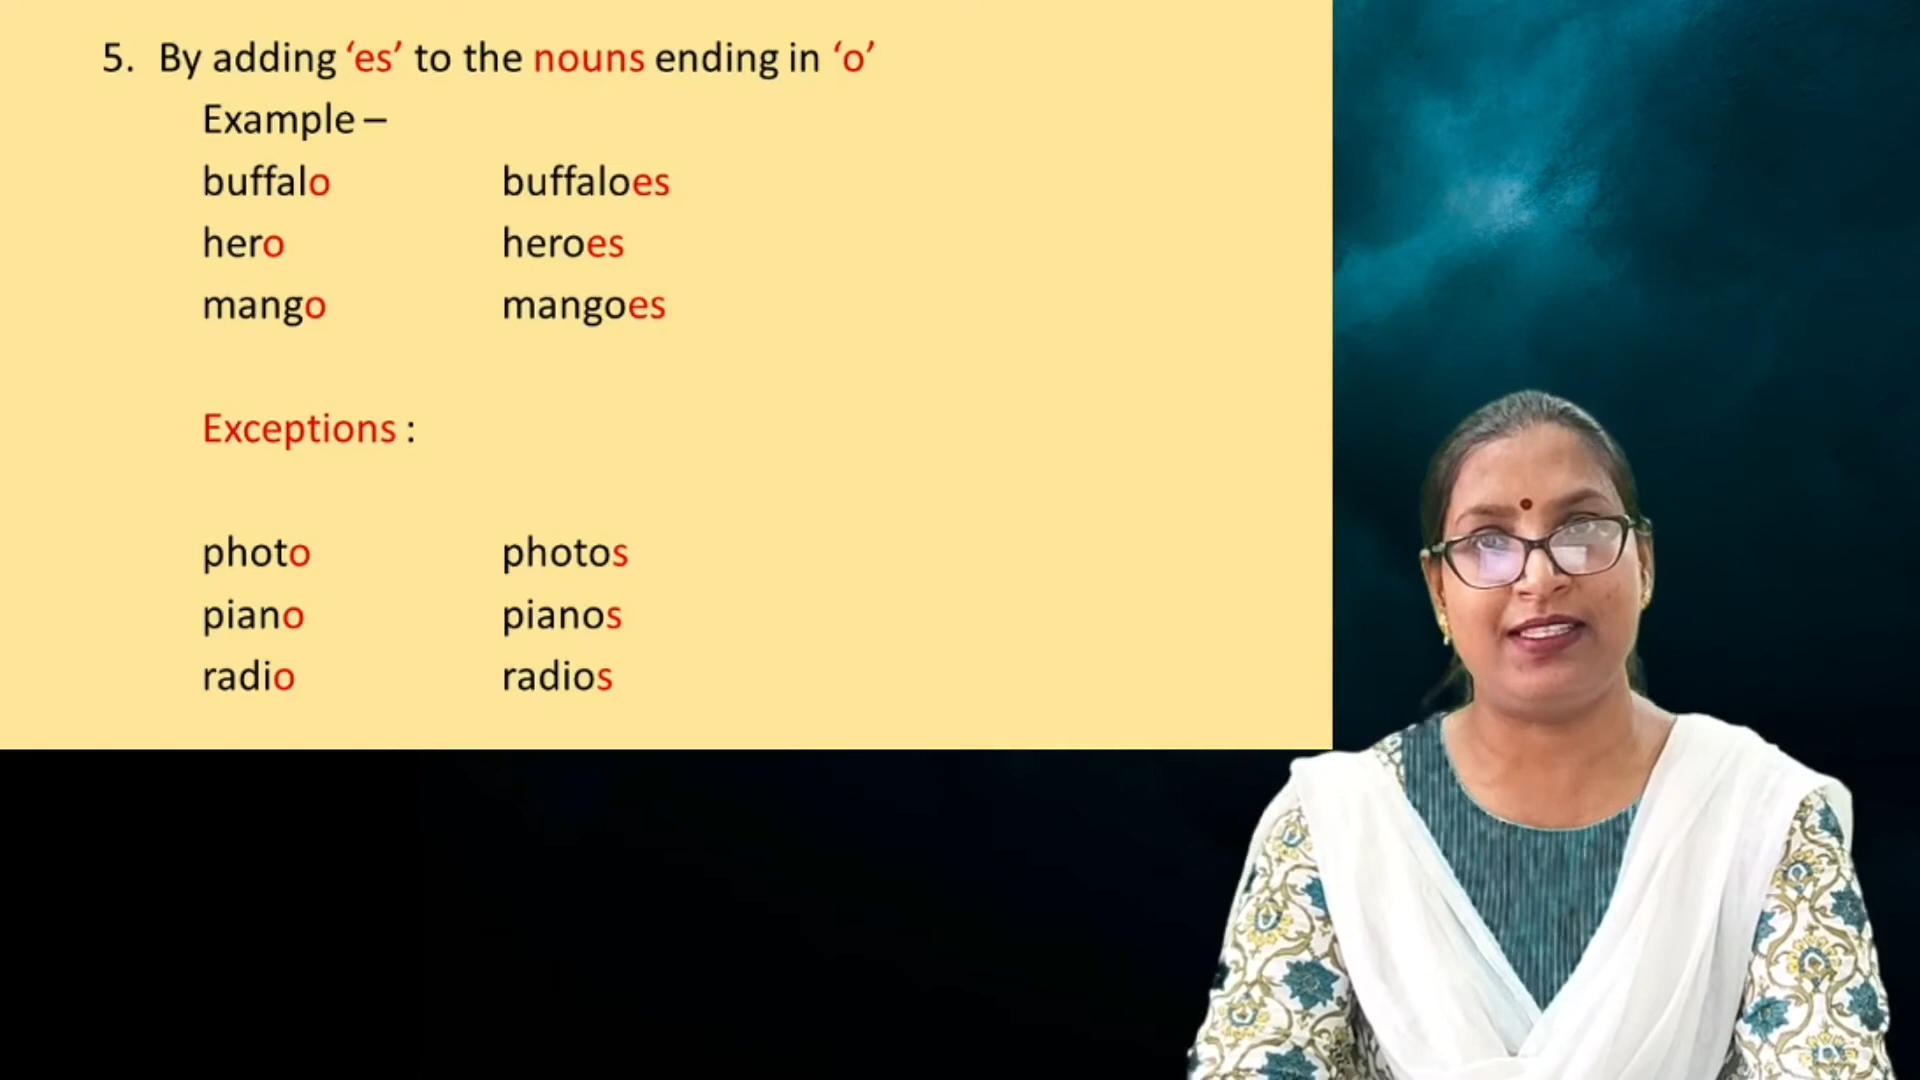 5. By adding ‘es’ to the nouns ending in ‘o’
Example –
buffalo buffaloes
hero heroes
mango mangoes
Exceptions :
photo photos
piano pianos
radio radios